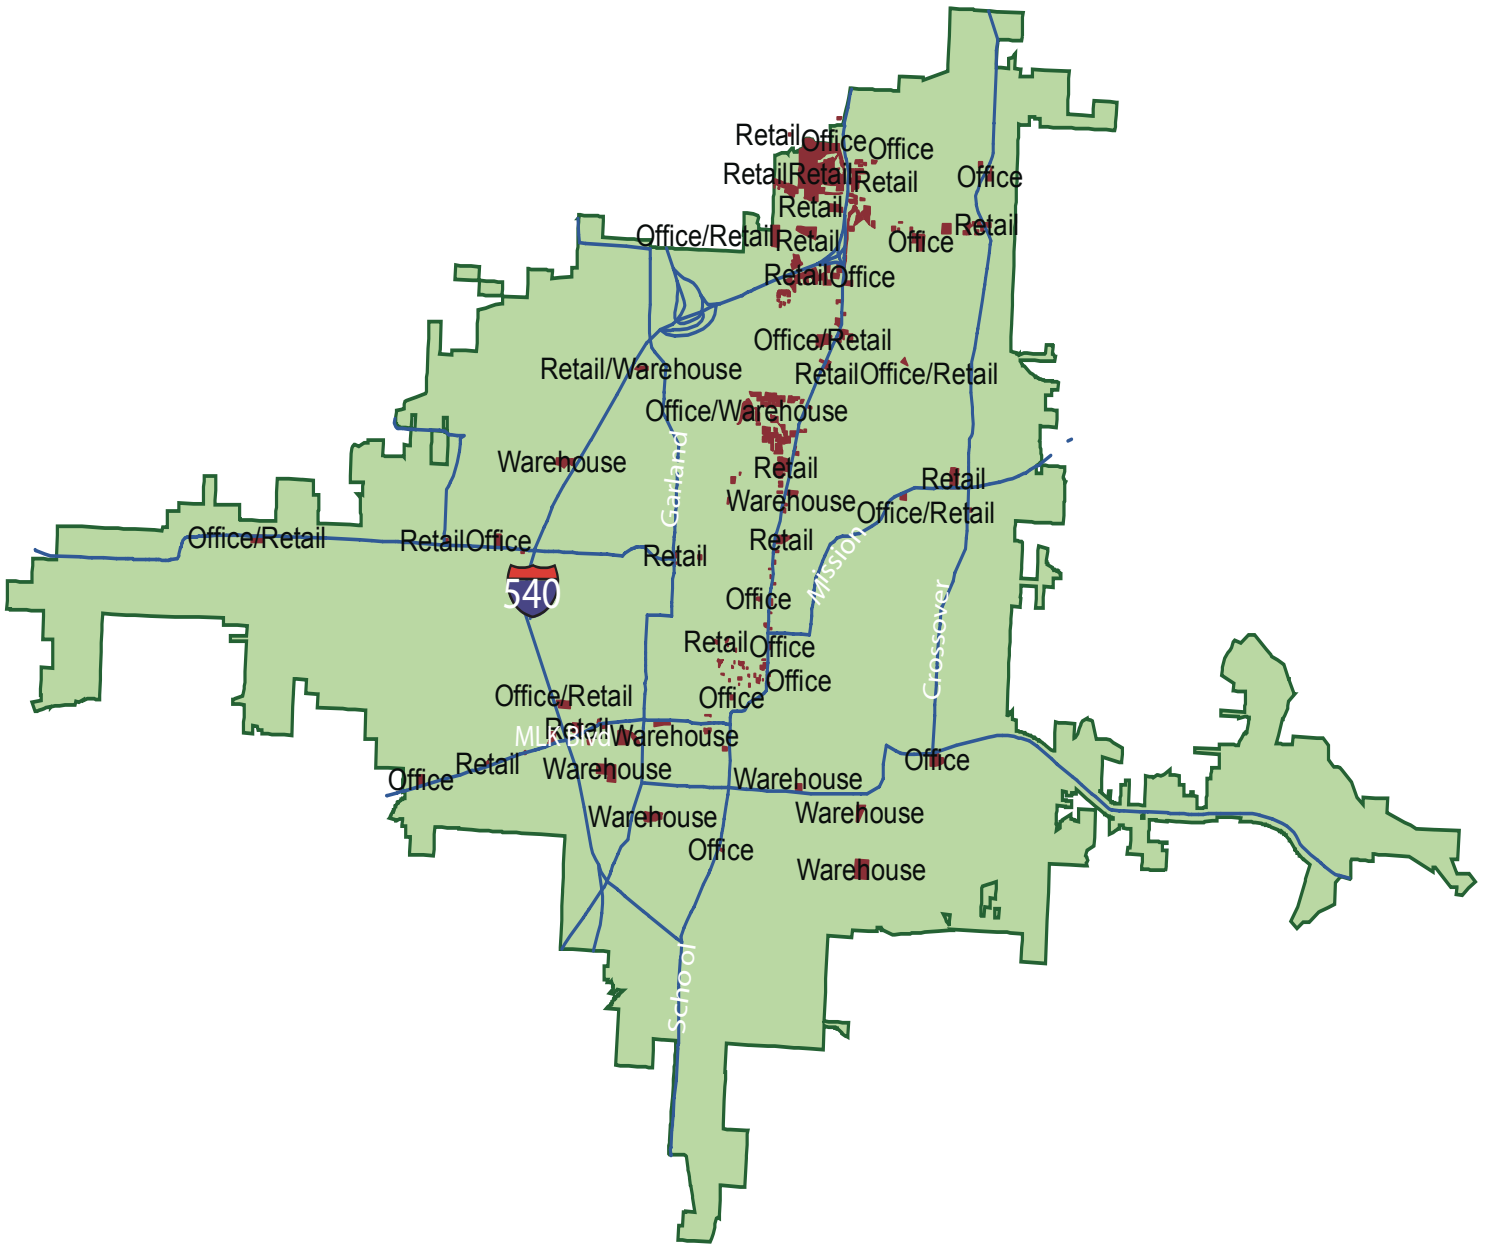 Retail Office
Office
Retail Retail
Retail
Office
Retail
Retail
Office/Retail
Retail
Office
Retail Office
Office/Retail
Retail/Warehouse
Retail Office/Retail
Office/Warehouse
Garland
Warehouse
Retail
Retail
Warehouse
Office/Retail
Office/Retail
Retail Office
Retail
Retail
Mission
540
Office
Crossover
Retail Office
Office
Office/Retail
Office
Retail
MLK Blvd
Warehouse
Retail
Warehouse
Office
Office
Warehouse
Warehouse
Warehouse
Office
Warehouse
School